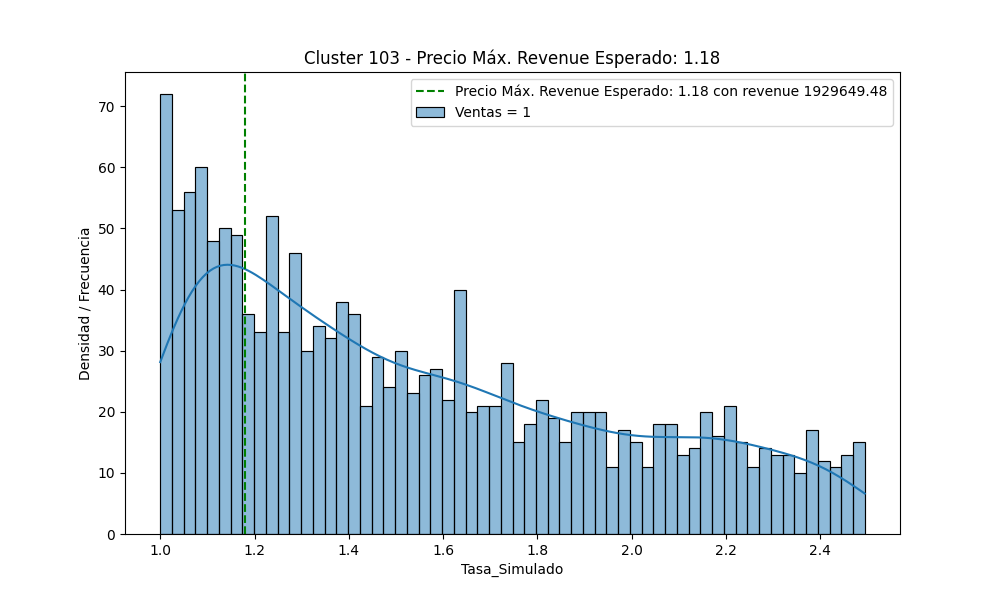 Cluster 103 - Precio Máx. Revenue Esperado: 1.18
Precio Máx. Revenue Esperado: 1.18 con revenue 1929649.48
Ventas = 1
Densidad / Frecuencia
70
60
50
40
30
20
10
0
1.0 1.2 1.4 1.6 1.8 2.0 2.2 2.4
Tasa_Simulado